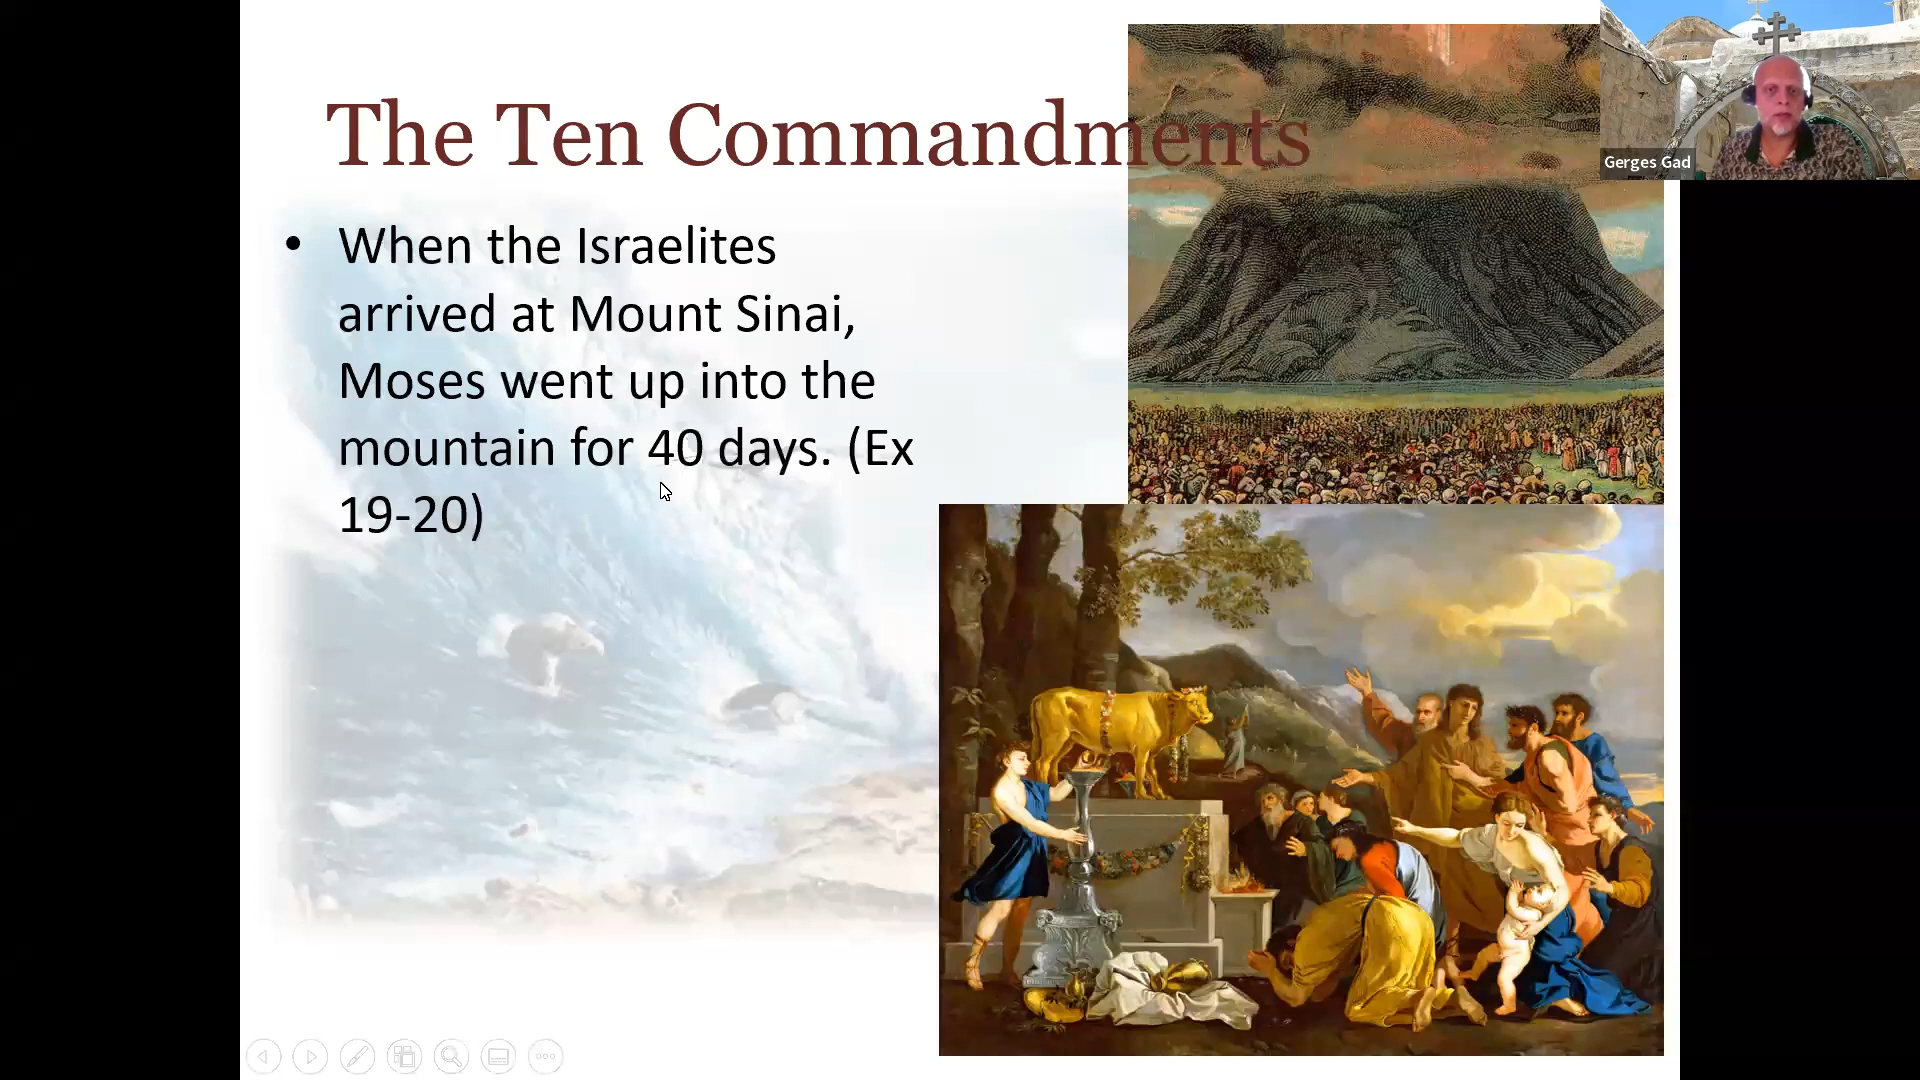 The Ten Commandments
• When the Israelites
arrived at Mount Sinai,
Moses went up into the
mountain for 40 days. (Ex
19-20)
Gerges Gad